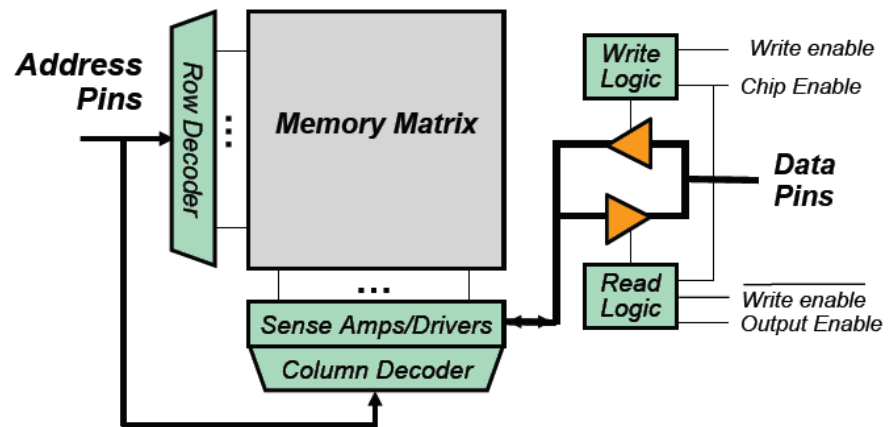 Address
Pins
Row Decoder
...
Memory Matrix
...
Sense Amps/Drivers
Column Decoder
Write
Logic
Write enable
Chip Enable
Data
Pins
Read
Logic
Write enable
Output Enable